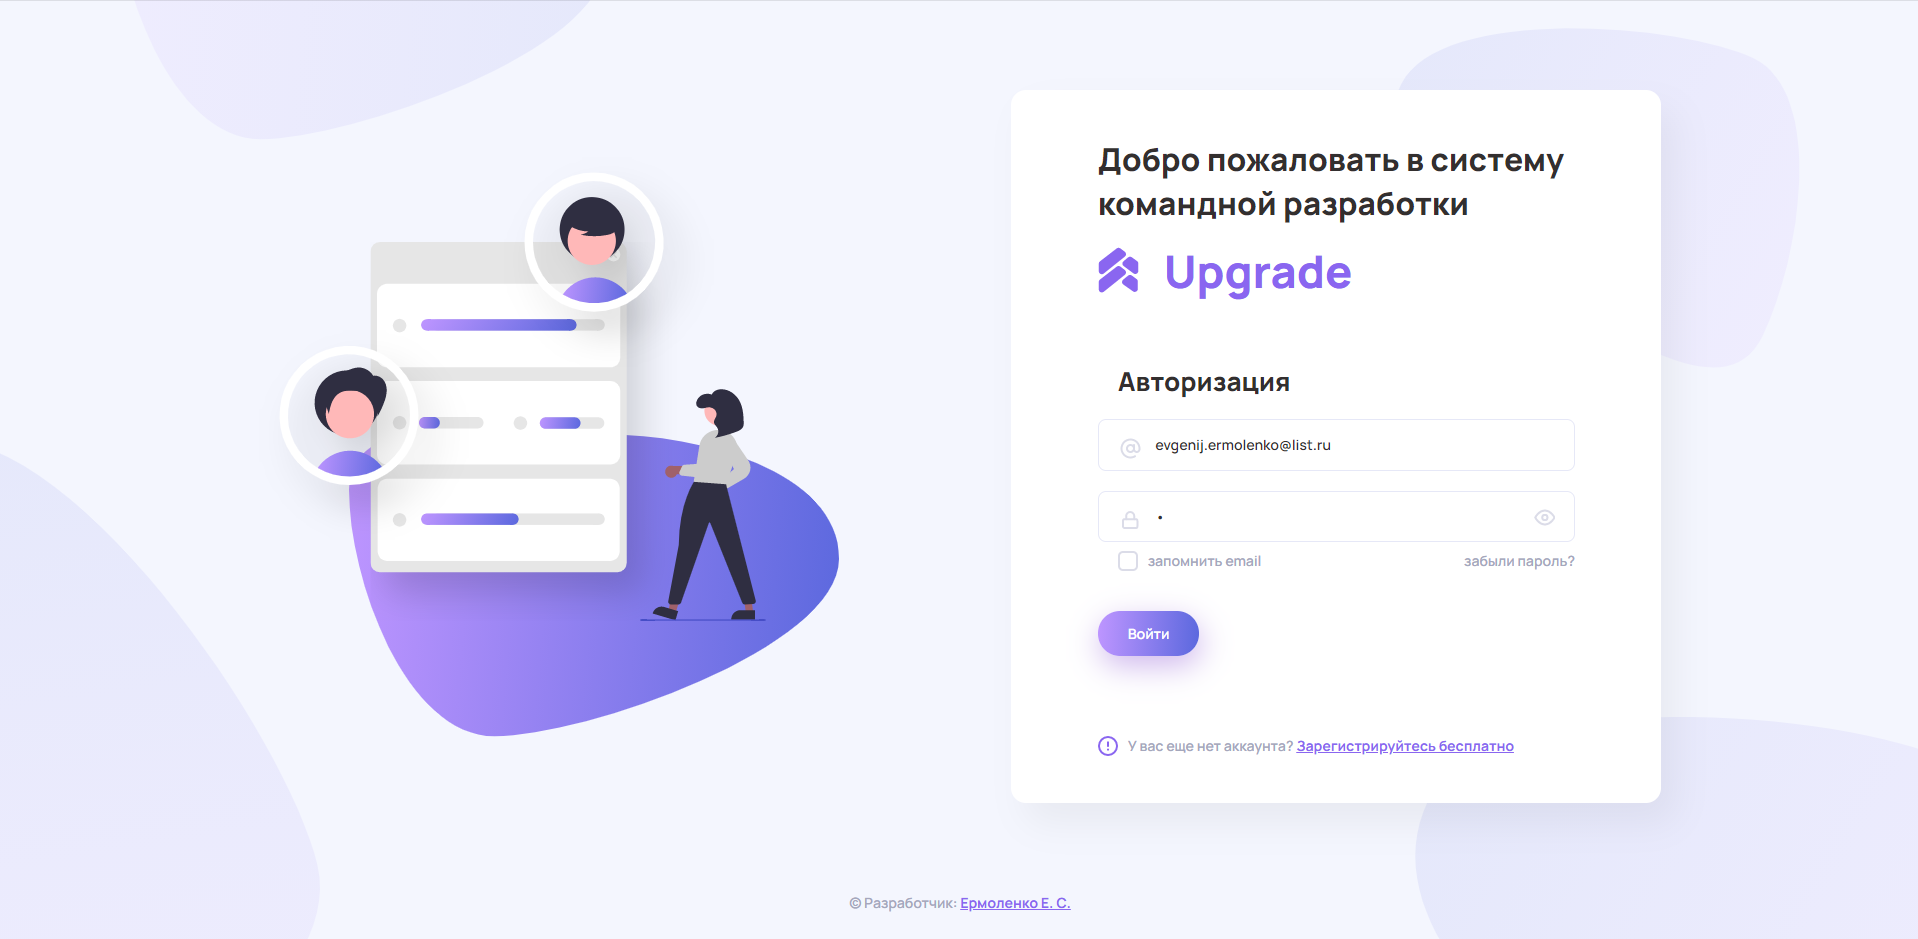 Добро пожаловать в систему
командной разработки
Upgrade
Авторизация
evgenij.ermolenko@list.ru
•
запомнить email забыли пароль?
Войти
У вас еще нет аккаунта? Зарегистрируйтесь бесплатно
© Разработчик: Ермоленко Е. С.